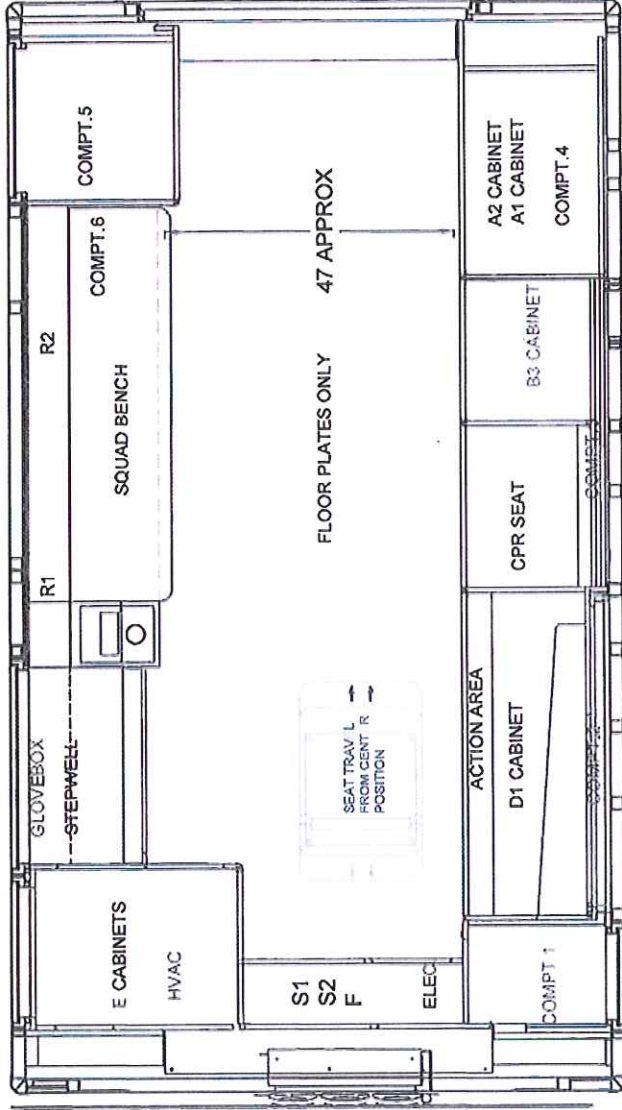 COMPT.5
COMPT.6
R2
SQUAD BENCH
R1
GLOVEBOX
STEPWELL
E CABINETS
HVAC
47 APPROX
FLOOR PLATES ONLY
SEAT TRAV L
FROM CENT R
POSITION
S1
S2
F
ELEC
A2 CABINET
A1 CABINET
COMPT.4
B3 CABINET
CPR SEAT
COMPT
ACTION AREA
D1 CABINET
COMPT 1